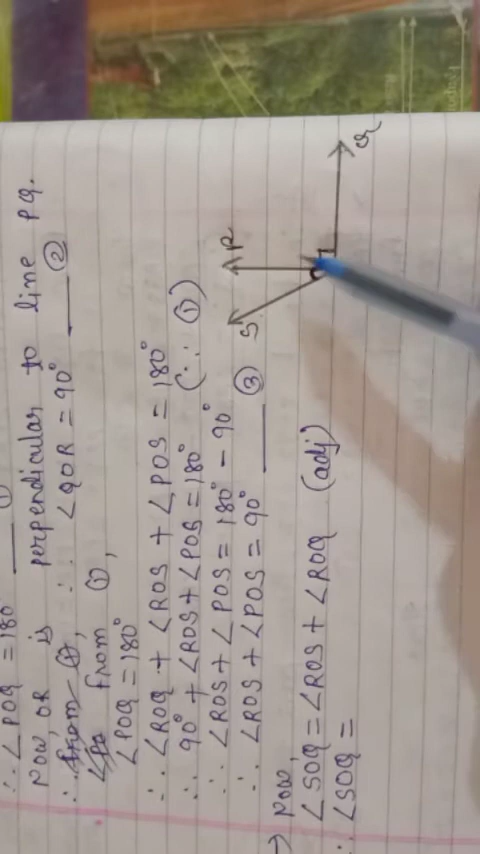 ∴ ∠POQ = 180° ——— ①
Now, OR is perpendicular to line PQ.
∴ ∠QOR = 90° ——— ②
from ①,
∠POQ = 180°
∴ ∠ROQ + ∠ROS + ∠POS = 180°
∴ 90° + ∠ROS + ∠POS = 180° (∵ ①)
∴ ∠ROS + ∠POS = 180° - 90°
∴ ∠ROS + ∠POS = 90° ——— ③
→ Now,
∠SOQ = ∠ROS + ∠ROQ (adj)
∴ ∠SOQ =
S
R
O
Q